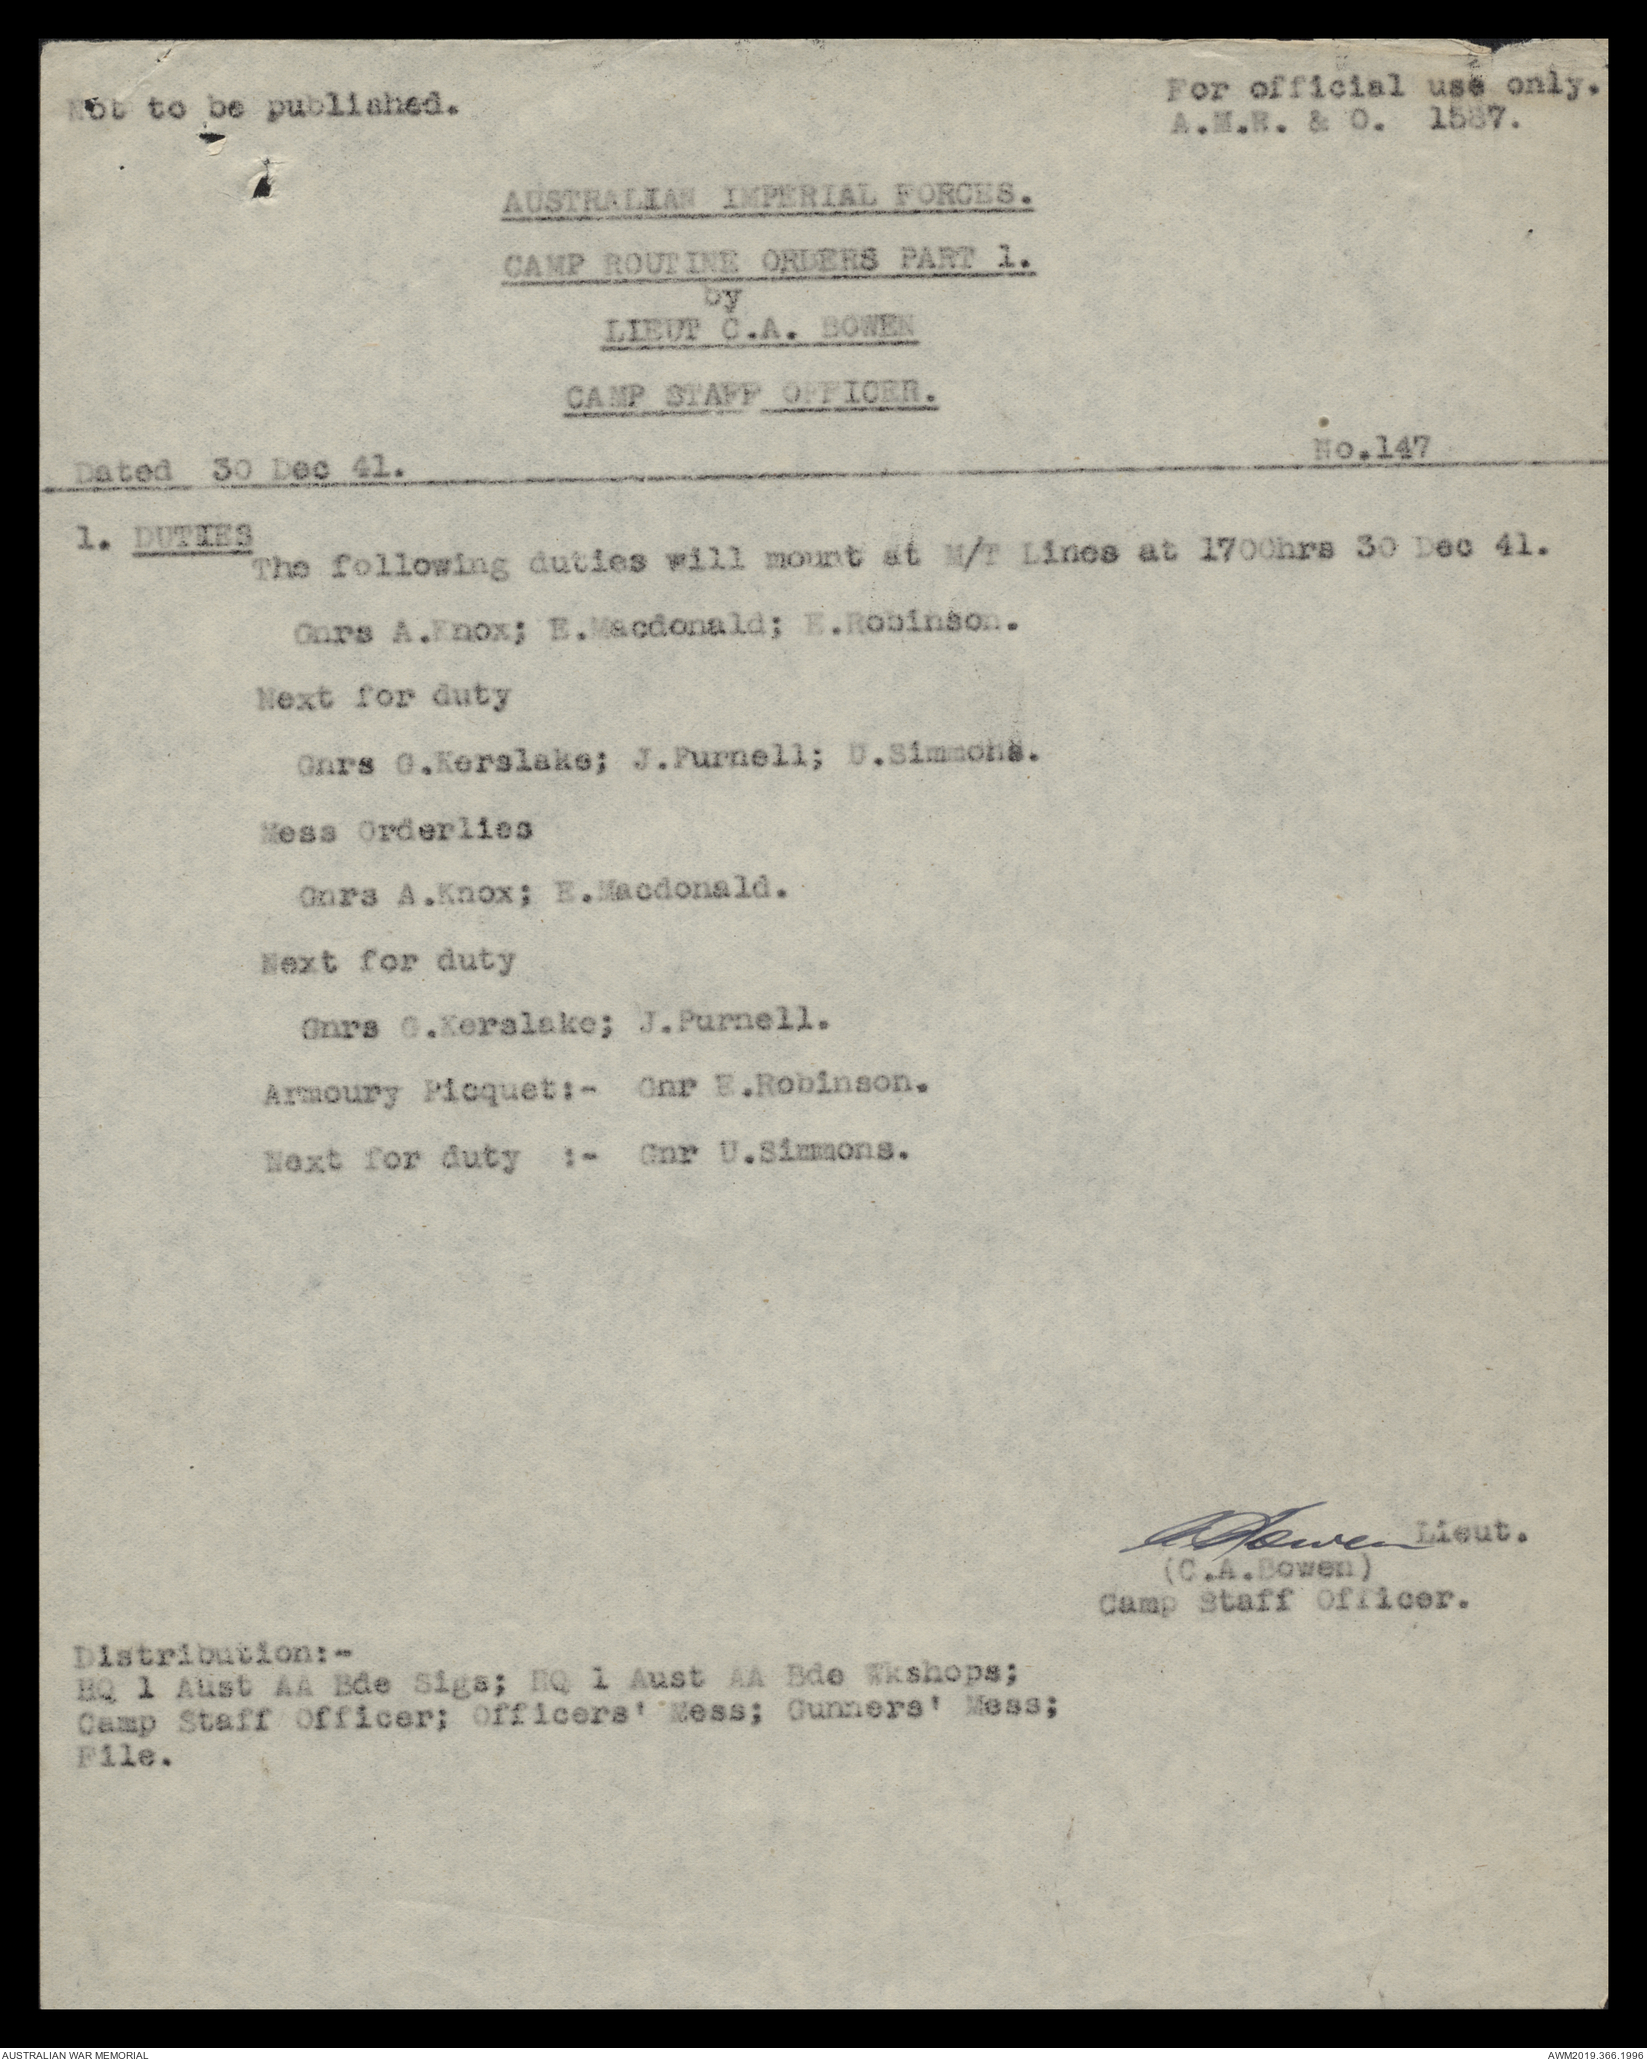 Not to be published.
For official use only.
A.M.R. & O. 1587.
AUSTRALIAN IMPERIAL FORCES.
CAMP ROUTINE ORDERS PART 1.
by
LIEUT C.A. BOWEN
CAMP STAFF OFFICER.
Dated 30 Dec 41. No.147
1. DUTIES
The following duties will mount at M/T Lines at 1700hrs 30 Dec 41.
Gnrs A.Knox; E.Macdonald; E.Robinson.
Next for duty
Gnrs G.Kerslake; J.Purnell; U.Simmons.
Mess Orderlies
Gnrs A.Knox; E.Macdonald.
Next for duty
Gnrs G.Kerslake; J.Purnell.
Armoury Picquet:- Gnr E.Robinson.
Next for duty :- Gnr U.Simmons.
CABowen Lieut.
(C.A.Bowen)
Camp Staff Officer.
Distribution:-
HQ 1 Aust AA Bde Sigs; HQ 1 Aust AA Bde Wkshops;
Camp Staff Officer; Officers' Mess; Gunners' Mess;
File.
AUSTRALIAN WAR MEMORIAL
AWM2019.366.1996